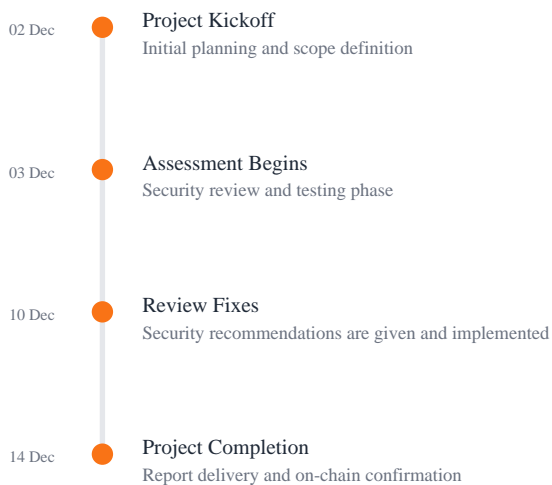 02 Dec
Project Kickoff
Initial planning and scope definition
03 Dec
Assessment Begins
Security review and testing phase
10 Dec
Review Fixes
Security recommendations are given and implemented
14 Dec
Project Completion
Report delivery and on-chain confirmation